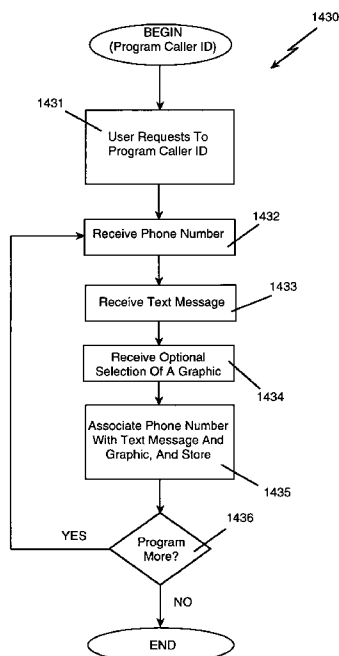 BEGIN
(Program Caller ID)
1430
1431
User Requests To
Program Caller ID
Receive Phone Number
1432
Receive Text Message
1433
Receive Optional
Selection Of A Graphic
1434
Associate Phone Number
With Text Message And
Graphic, And Store
1435
YES
Program
More?
1436
NO
END